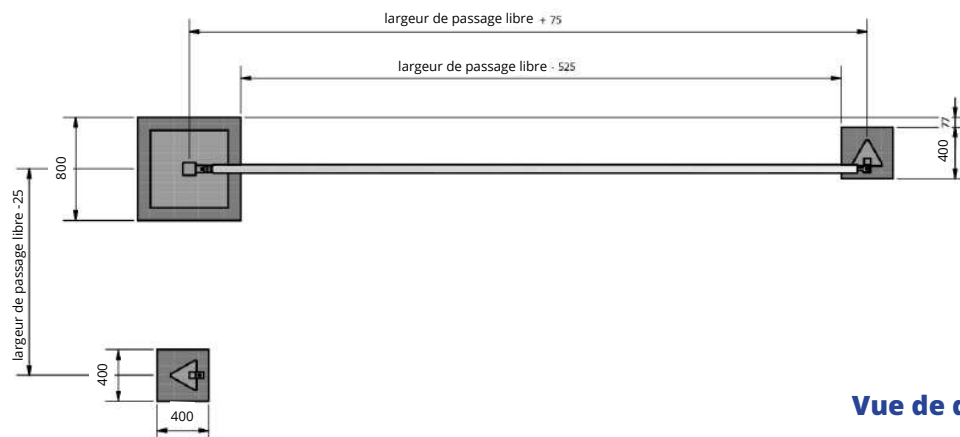 largeur de passage libre + 75
largeur de passage libre - 525
77
400
800
largeur de passage libre -25
400
400
Vue de